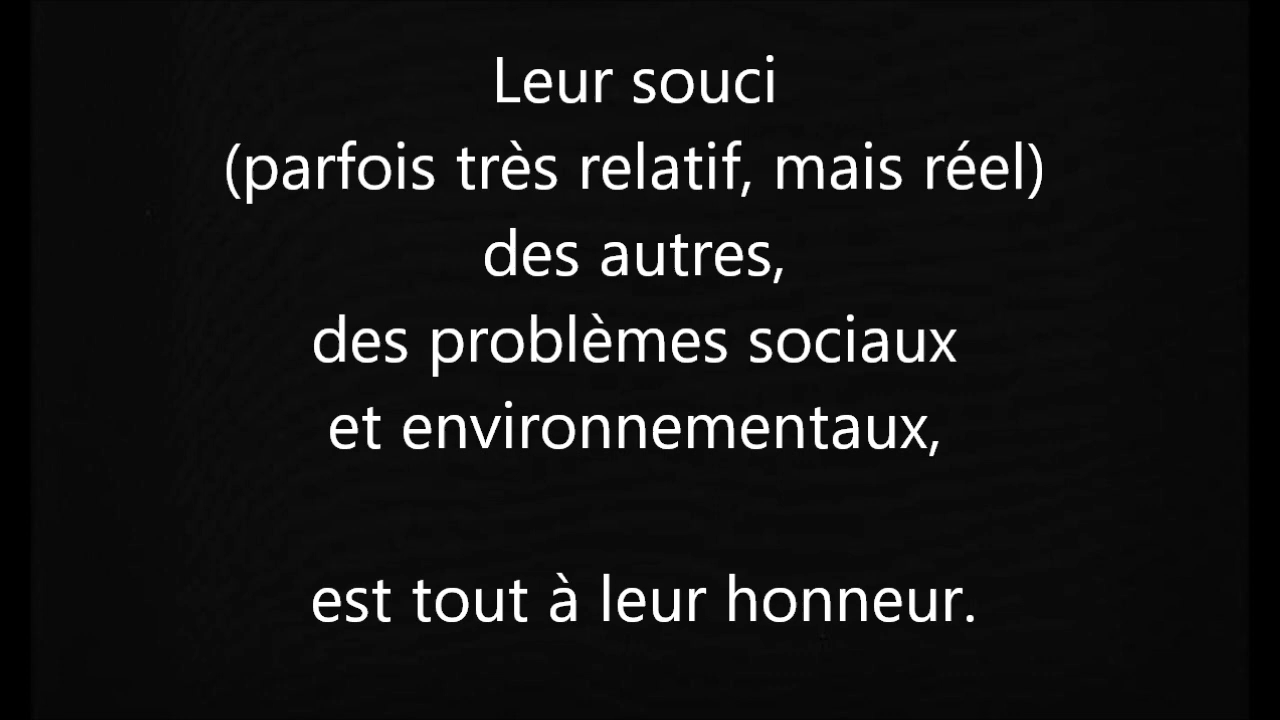 Leur souci
(parfois très relatif, mais réel)
des autres,
des problèmes sociaux
et environnementaux,
est tout à leur honneur.